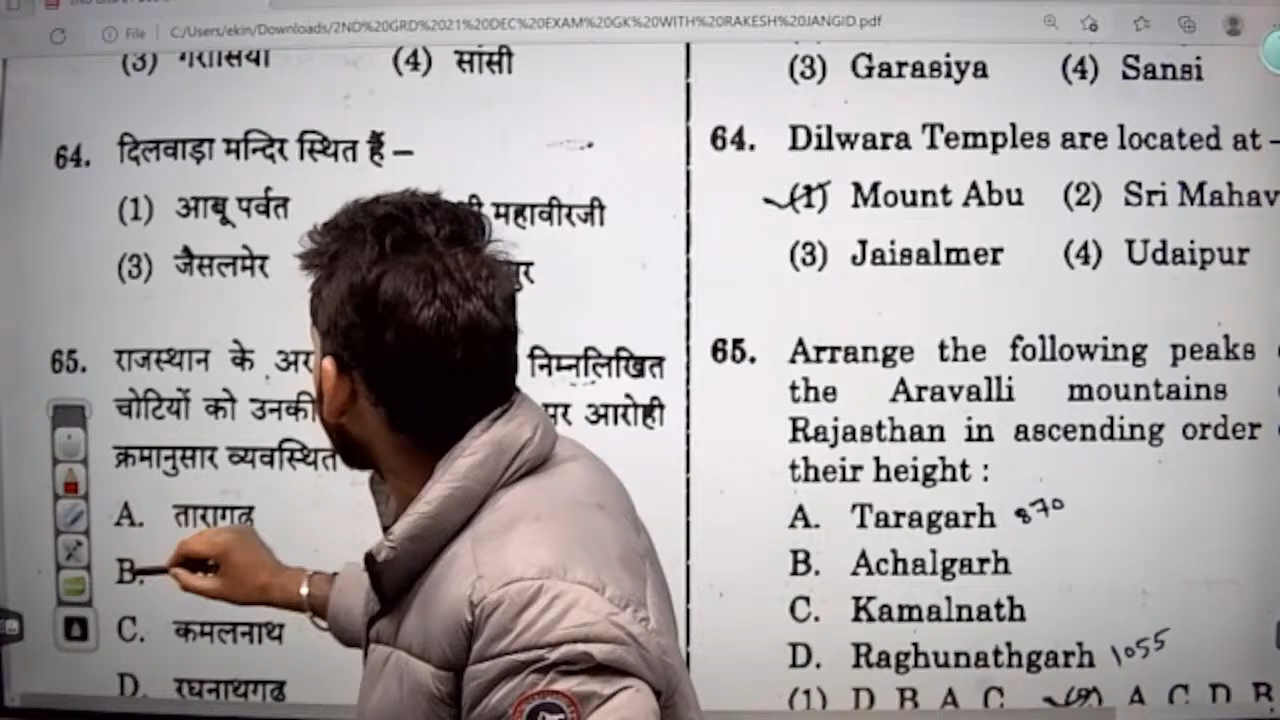 File C:/Users/ekin/Downloads/2ND%20GRD%2021%20DEC%20EXAM%20GK%20WITH%20RAKESH%20JANGID.pdf
(3) गरासिया (4) सांसी
64. दिलवाड़ा मन्दिर स्थित हैं –
(1) आबू पर्वत महावीरजी
(3) जैसलमेर
65. राजस्थान के निम्नलिखित
चोटियों को उनकी आरोही
क्रमानुसार व्यवस्थित
A. तारागढ़
B.
C. कमलनाथ
D. रघुनाथगढ़
(3) Garasiya (4) Sansi
64. Dilwara Temples are located at –
(1) Mount Abu (2) Sri Mahav
(3) Jaisalmer (4) Udaipur
65. Arrange the following peaks
the Aravalli mountains
Rajasthan in ascending order
their height :
A. Taragarh 870
B. Achalgarh
C. Kamalnath
D. Raghunathgarh 1055
(1) D B A C (2) A C D B